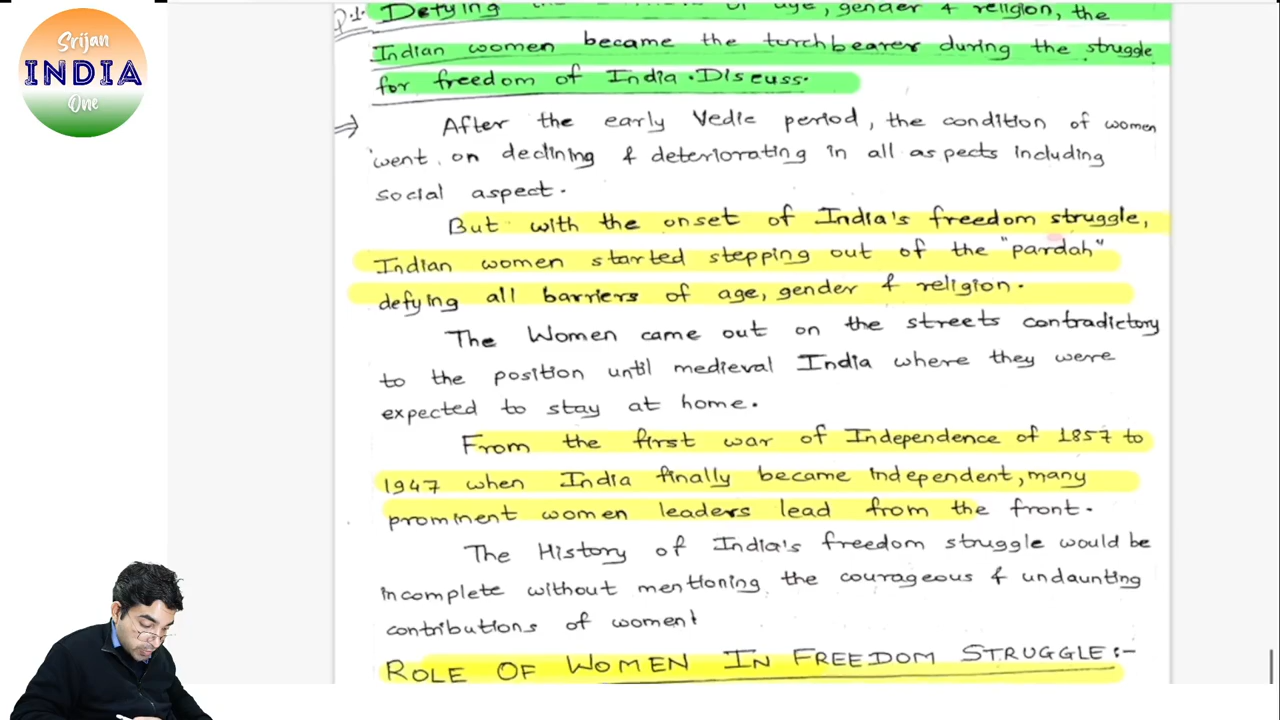 Srijan
INDIA
One
Q.1. Defying the of age, gender & religion, the
Indian women became the torchbearer during the struggle
for freedom of India. Discuss.
⇒ After the early Vedic period, the condition of women
went on declining & deteriorating in all aspects including
social aspect.
But with the onset of India's freedom struggle,
Indian women started stepping out of the "pardah"
defying all barriers of age, gender & religion.
The Women came out on the streets contradictory
to the position until medieval India where they were
expected to stay at home.
From the first war of Independence of 1857 to
1947 when India finally became independent, many
prominent women leaders lead from the front.
The History of India's freedom struggle would be
incomplete without mentioning the courageous & undaunting
contributions of women
ROLE OF WOMEN IN FREEDOM STRUGGLE:-